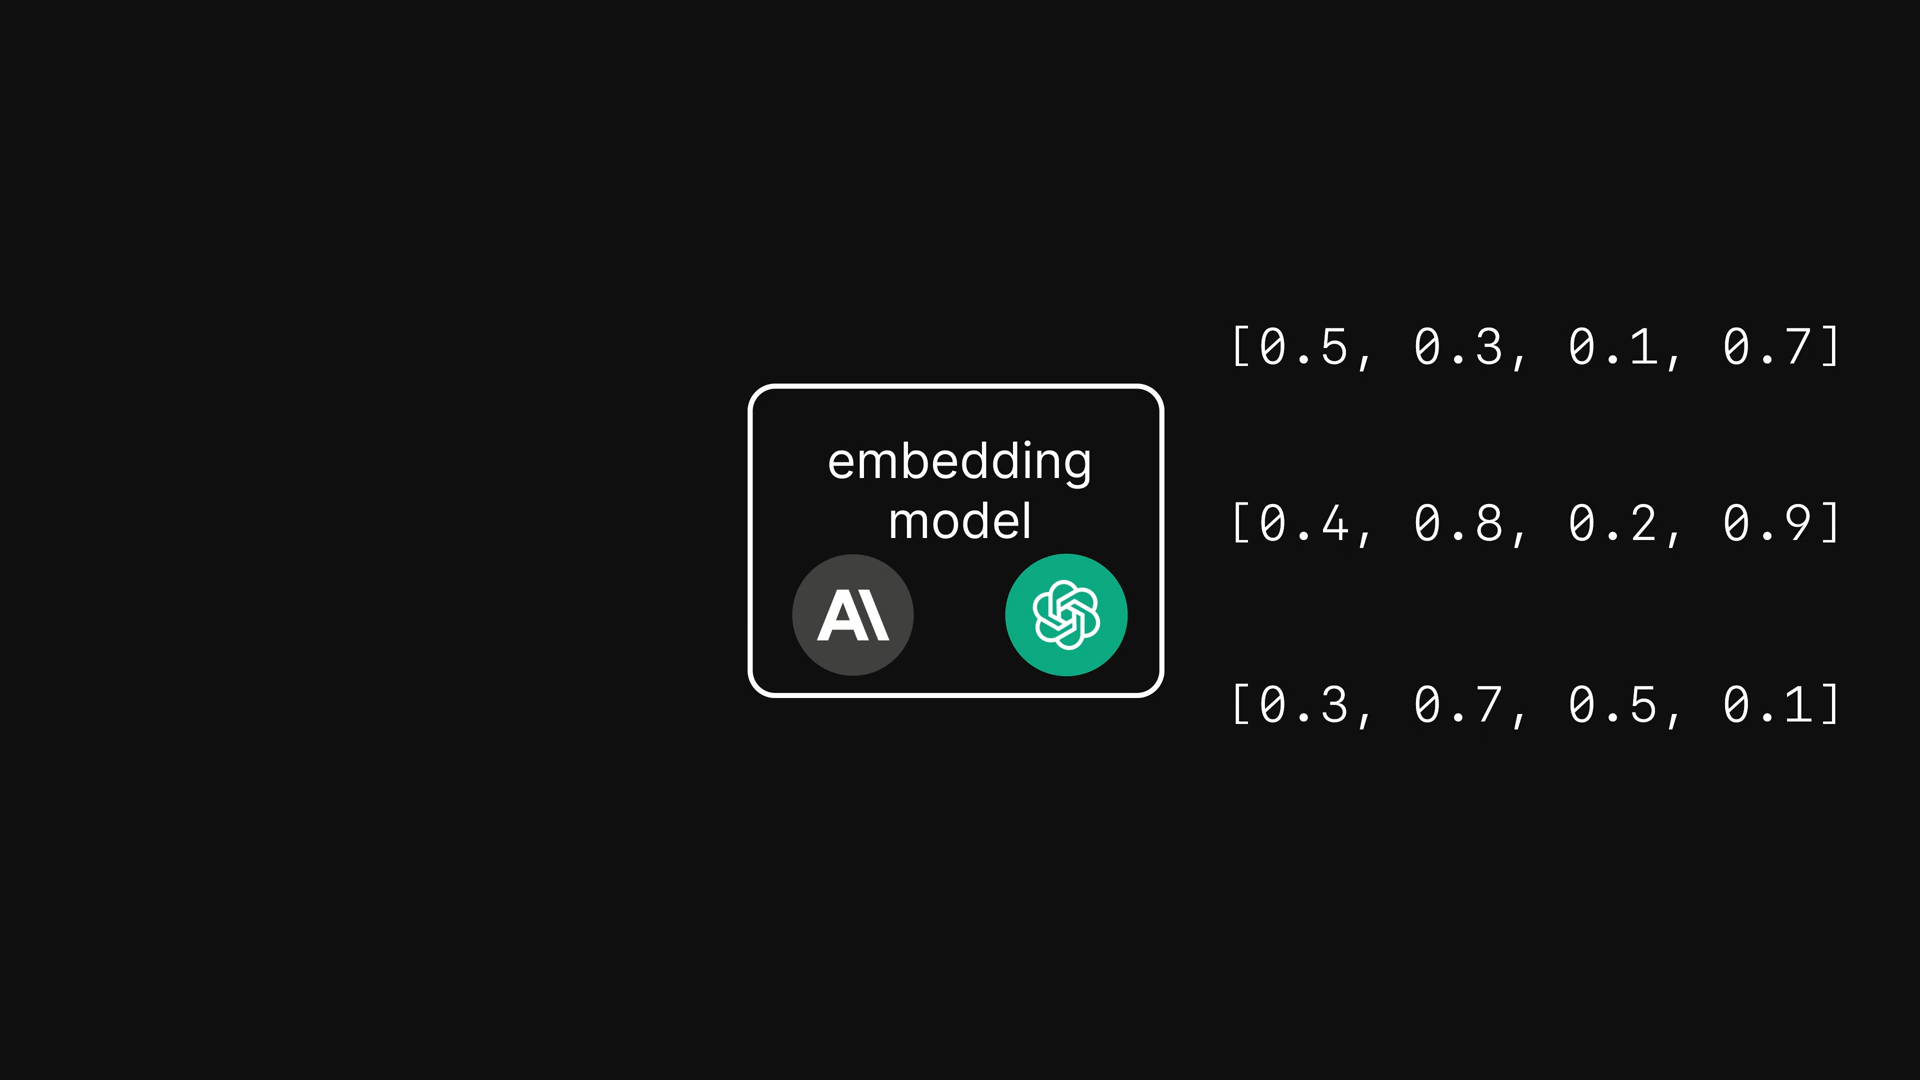 embedding
model
A\
[0.5, 0.3, 0.1, 0.7]
[0.4, 0.8, 0.2, 0.9]
[0.3, 0.7, 0.5, 0.1]